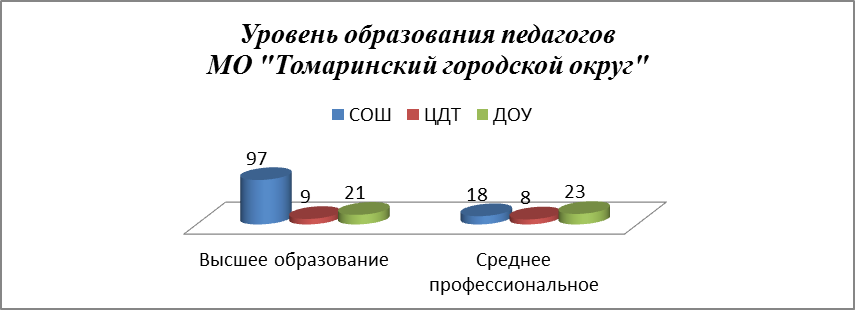 Уровень образования педагогов
МО "Томаринский городской округ"
СОШ ЦДТ ДОУ
97
9
21
18
8
23
Высшее образование
Среднее
профессиональное